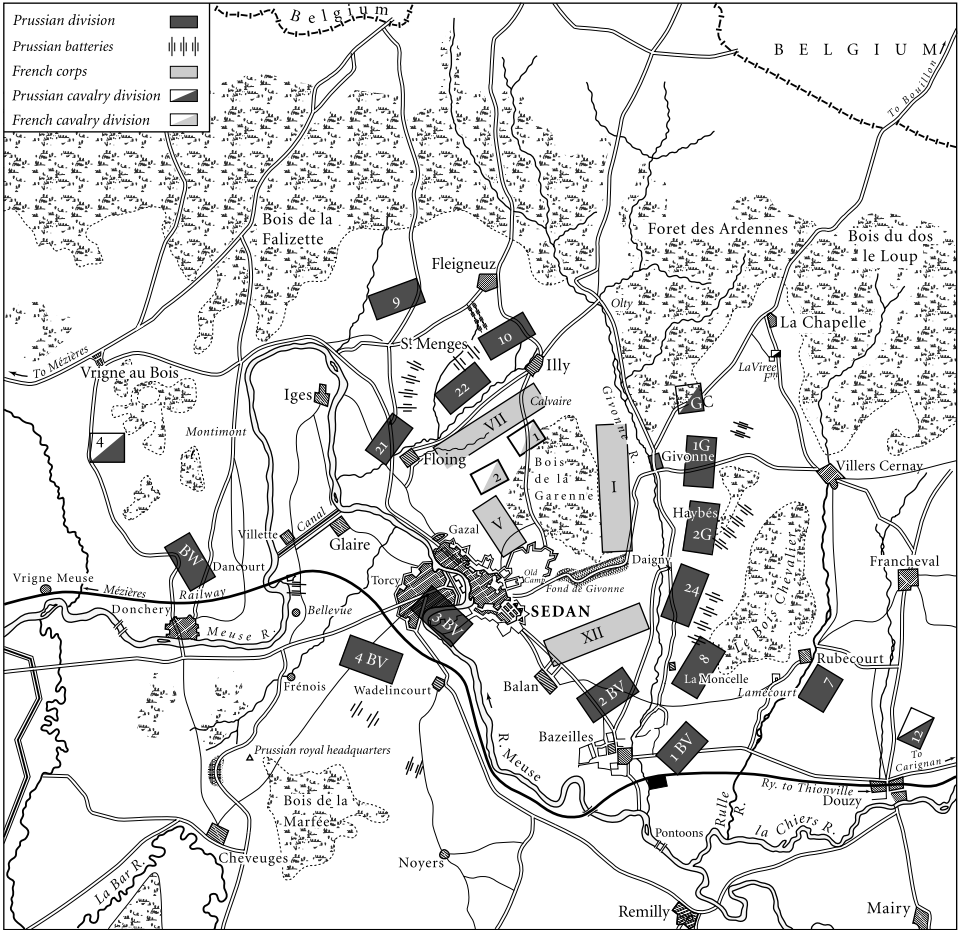 Prussian division
Prussian batteries
French corps
Prussian cavalry division
French cavalry division
Belgium
BELGIUM
To Bouillon
Bois de la
Falizette
Foret des Ardennes
Bois du dos
le Loup
Fleigneuz
9
Olty
10
St Menges
La Chapelle
To Mézières
Vrigne au Bois
Illy
LaViree
Fm
22
Iges
Calvaire
GC
VII
Givonne R.
Montimont
4
21
1
Floing
1G
Givonne
Villers Cernay
Bois
de la
Garenne
I
2
Haybés
2G
V
Canal
Villette
Glaire
Gazal
BW
Dancourt
Daigny
Francheval
Old
Camp
Fond de Givonne
Vrigne Meuse
Mézières
Railway
Torcy
24
Le Bois Chevalier
Donchery
Bellevue
SEDAN
3 BV
Meuse R.
XII
4 BV
8
La Moncelle
Rubecourt
Frénois
Wadelincourt
Balan
2 BV
Lamecourt
7
R. Meuse
Bazeilles
12
Prussian royal headquarters
1 BV
To
Carignan
Ry. to Thionville
Douzy
Bois de la
Marfée
Rulle
R.
la Chiers R.
Pontoons
Cheveuges
Noyers
La Bar R.
Remilly
Mairy